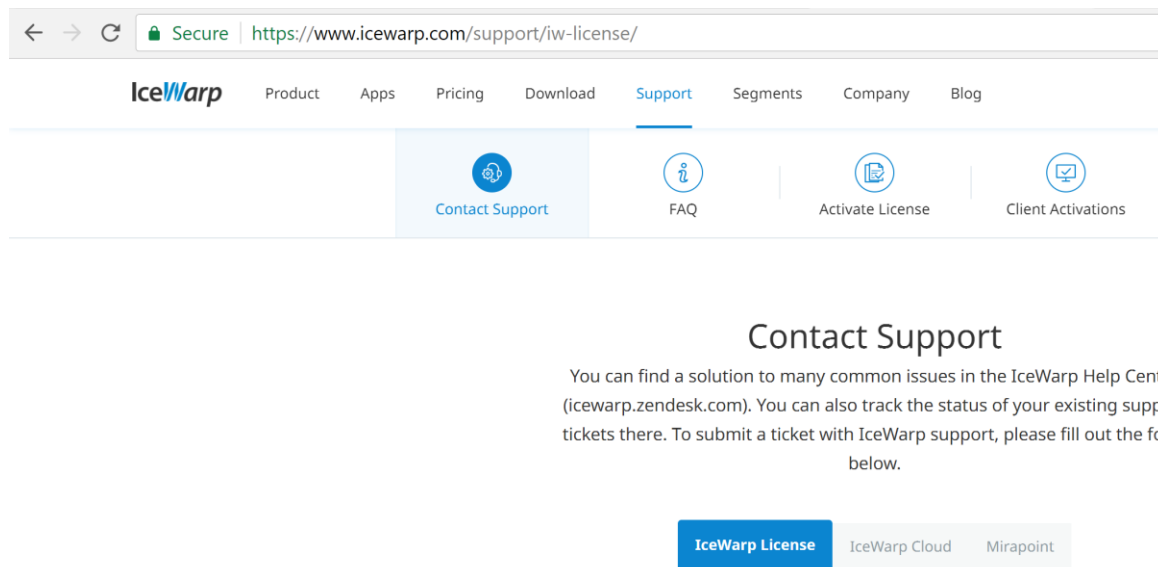 Secure https://www.icewarp.com/support/iw-license/
IceWarp Product Apps Pricing Download Support Segments Company Blog
Contact Support FAQ Activate License Client Activations
Contact Support
You can find a solution to many common issues in the IceWarp Help Cent
(icewarp.zendesk.com). You can also track the status of your existing supp
tickets there. To submit a ticket with IceWarp support, please fill out the fo
below.
IceWarp License IceWarp Cloud Mirapoint